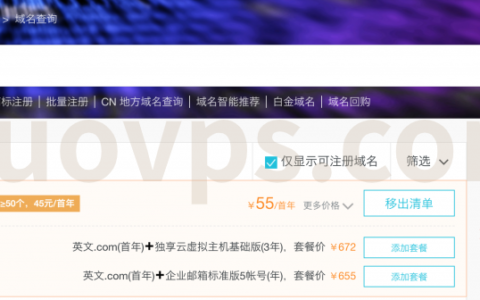 > 域名查询
标注册 | 批量注册 | CN 地方域名查询 | 域名智能推荐 | 白金域名 | 域名回购
uovps.com
仅显示可注册域名 筛选
≥50个，45元/首年 ¥55/首年 更多价格 移出清单
英文.com(首年)+独享云虚拟主机基础版(3年)，套餐价 ¥672 添加套餐
英文.com(首年)+企业邮箱标准版5帐号(年)，套餐价 ¥655 添加套餐